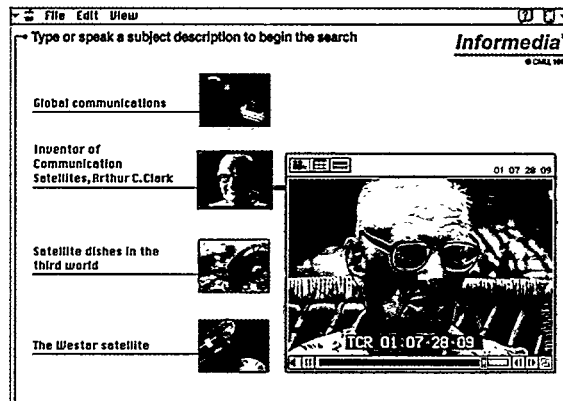 File Edit View
Type or speak a subject description to begin the search
Informedia
Global communications
Inventor of
Communication
Satellites, Arthur C. Clark
01 07 28 09
Satellite dishes in the
third world
TCR 01:07-28-09
The Westar satellite